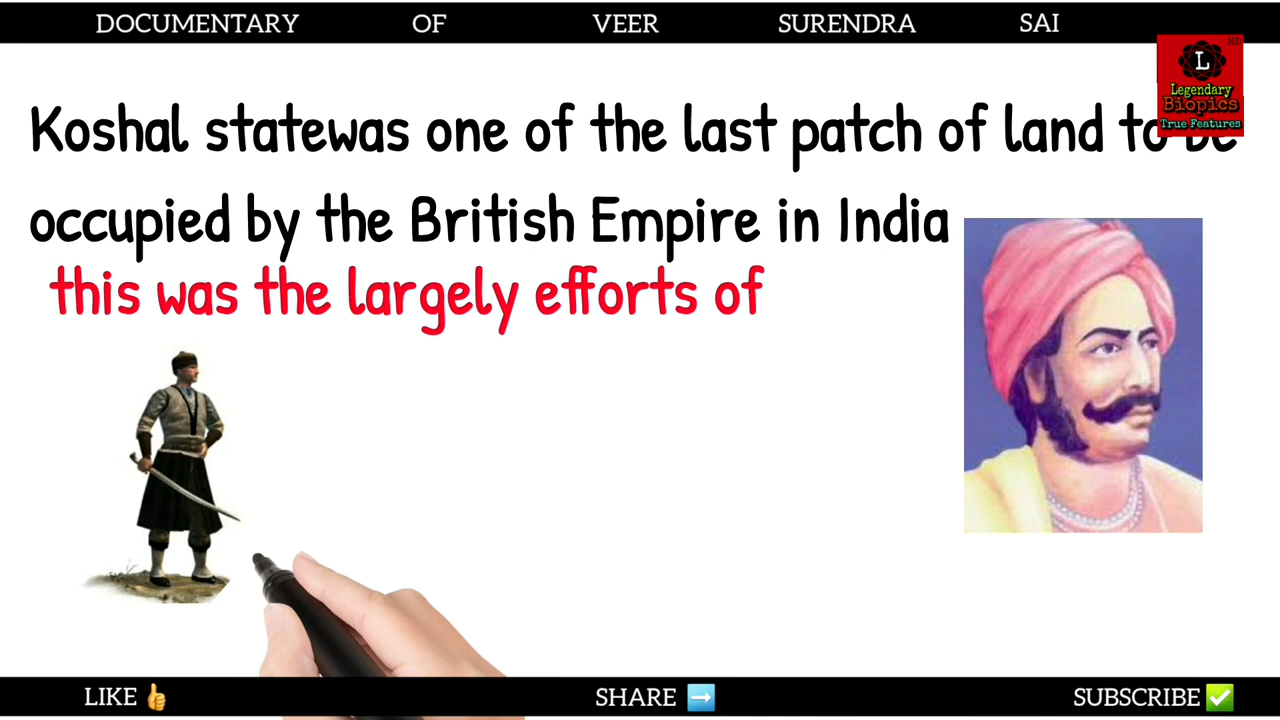 DOCUMENTARY OF VEER SURENDRA SAI
HD
L
Legendary
Biopics
True Features
Koshal statewas one of the last patch of land to be
occupied by the British Empire in India
this was the largely efforts of
LIKE 👍 SHARE ➡️ SUBSCRIBE ✅